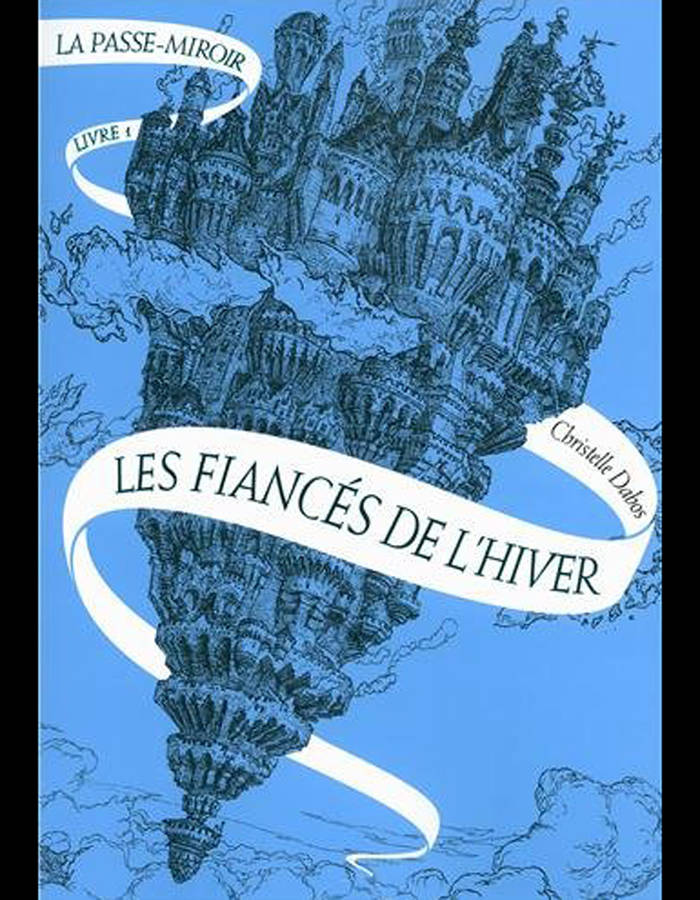 LA PASSE-MIROIR
LIVRE 1
LES FIANCÉS DE L'HIVER
Christelle Dabos